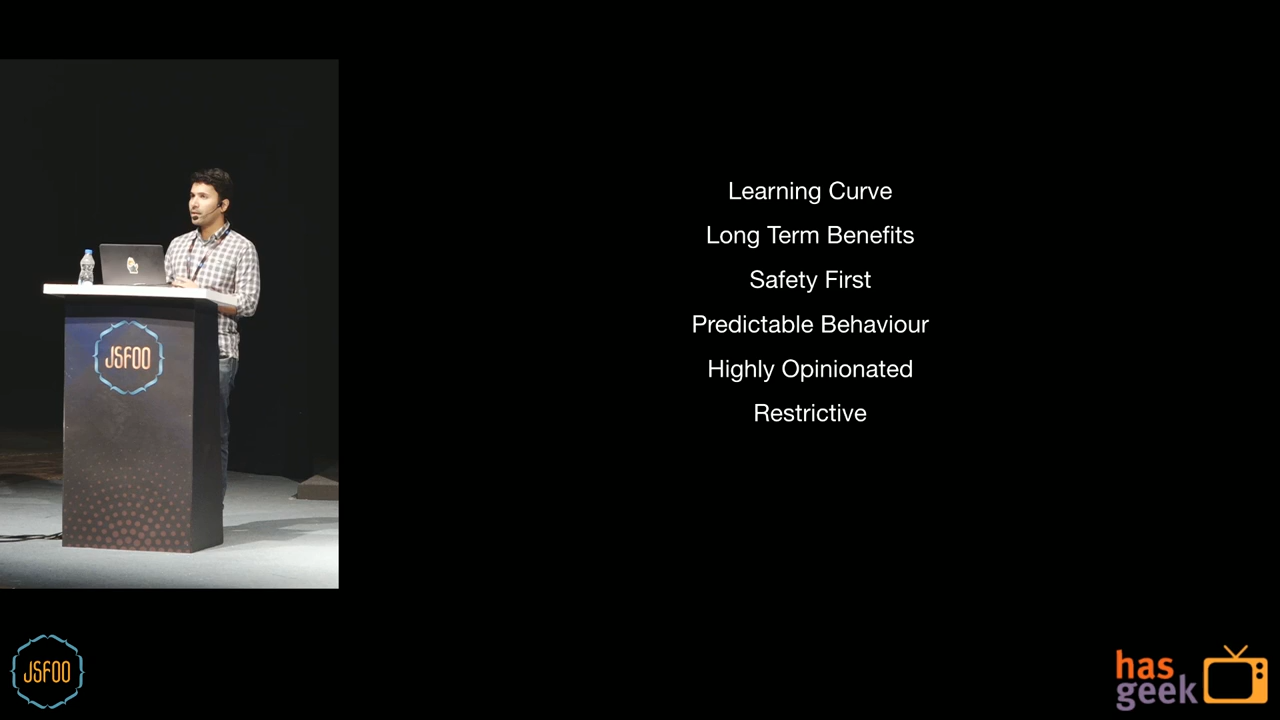 Learning Curve
Long Term Benefits
Safety First
Predictable Behaviour
Highly Opinionated
Restrictive
JSFOO
JSFOO
has
geek